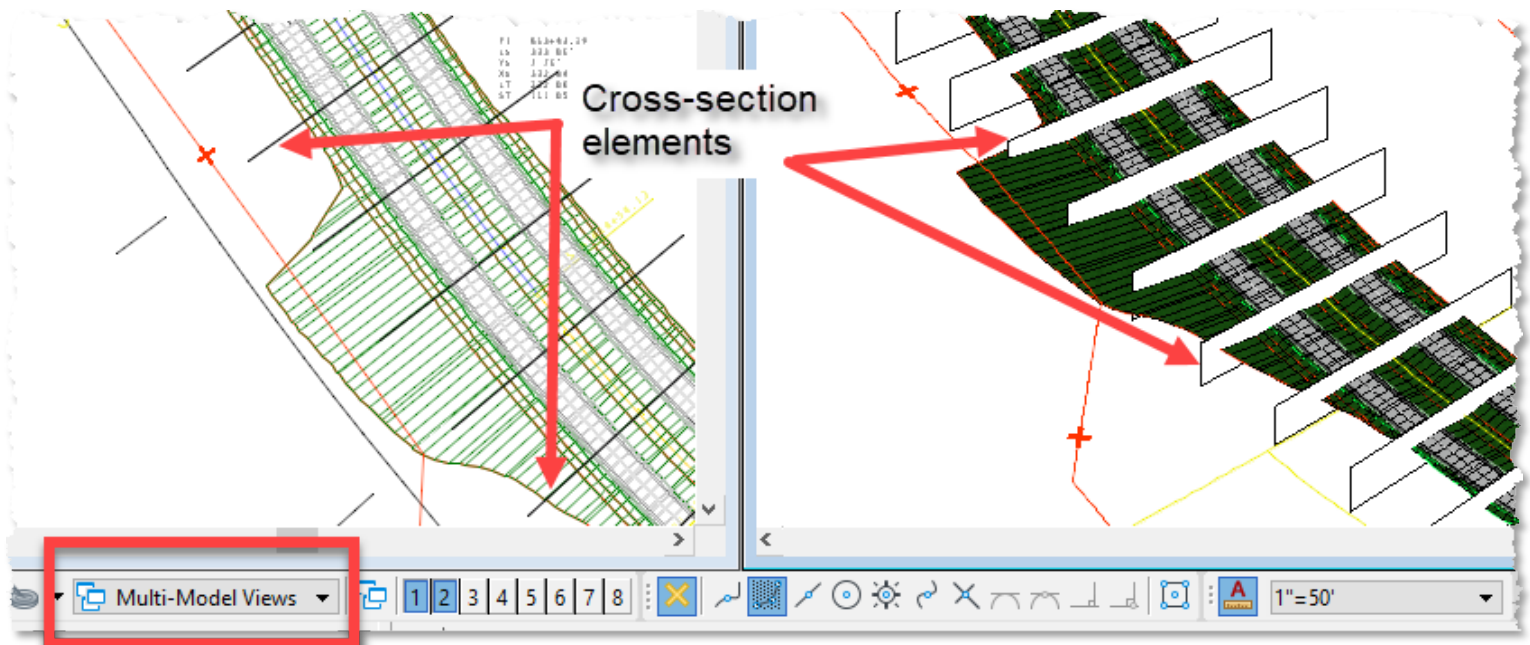 Cross-section
elements
Multi-Model Views
1 2 3 4 5 6 7 8
A
1"=50'